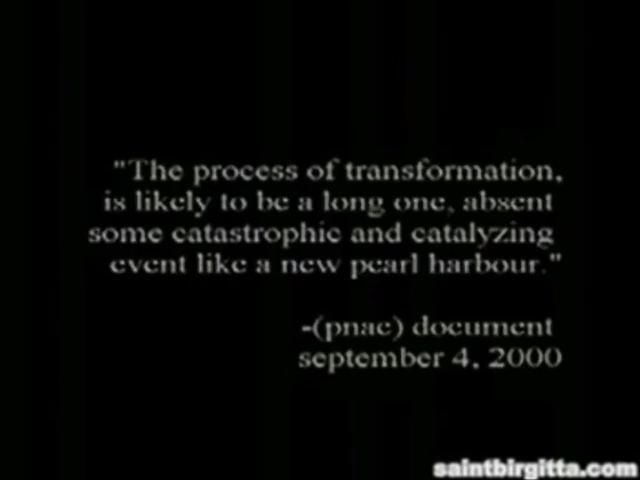 "The process of transformation,
is likely to be a long one, absent
some catastrophic and catalyzing
event like a new pearl harbour."
-(pnac) document
september 4, 2000
saintbirgitta.com